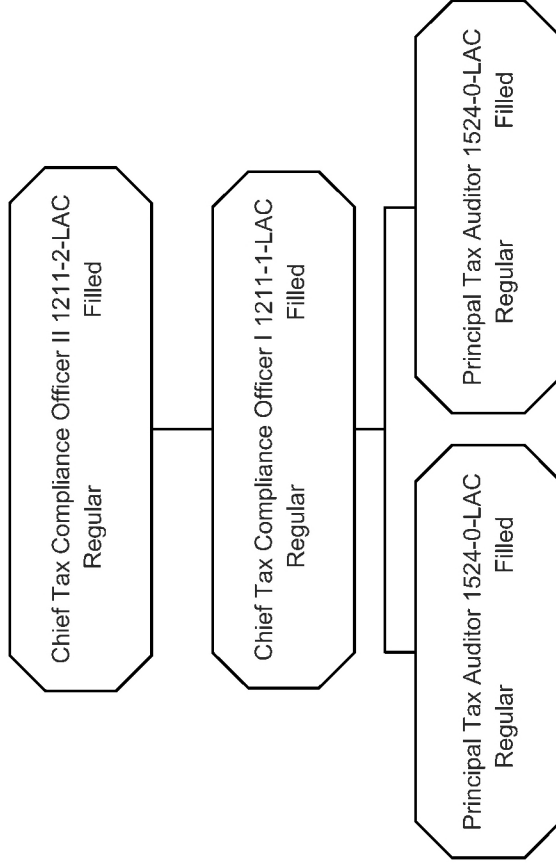 Chief Tax Compliance Officer II 1211-2-LAC
Regular Filled
Chief Tax Compliance Officer I 1211-1-LAC
Regular Filled
Principal Tax Auditor 1524-0-LAC
Regular Filled
Principal Tax Auditor 1524-0-LAC
Regular Filled